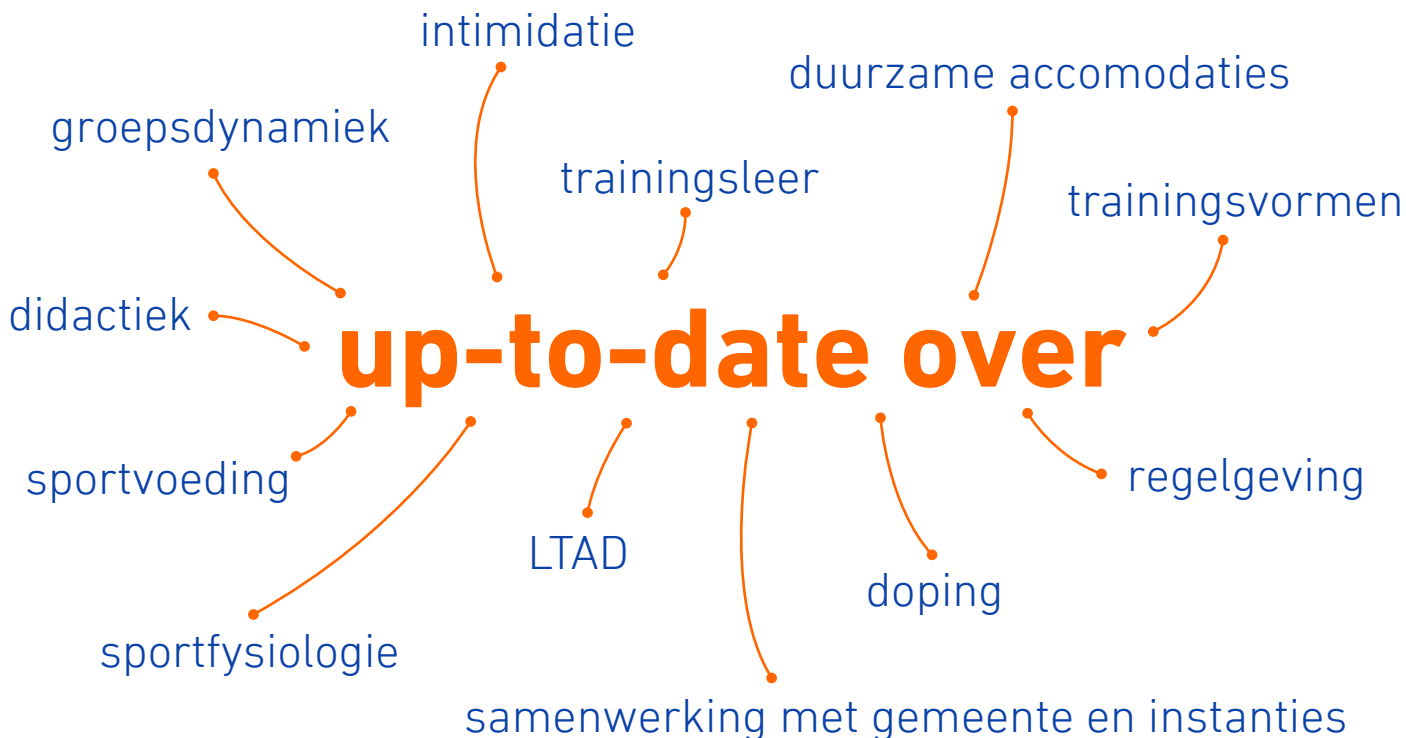 intimidatie
duurzame accomodaties
groepsdynamiek
trainingsleer
trainingsvormen
didactiek
up-to-date over
sportvoeding
regelgeving
LTAD
doping
sportfysiologie
samenwerking met gemeente en instanties